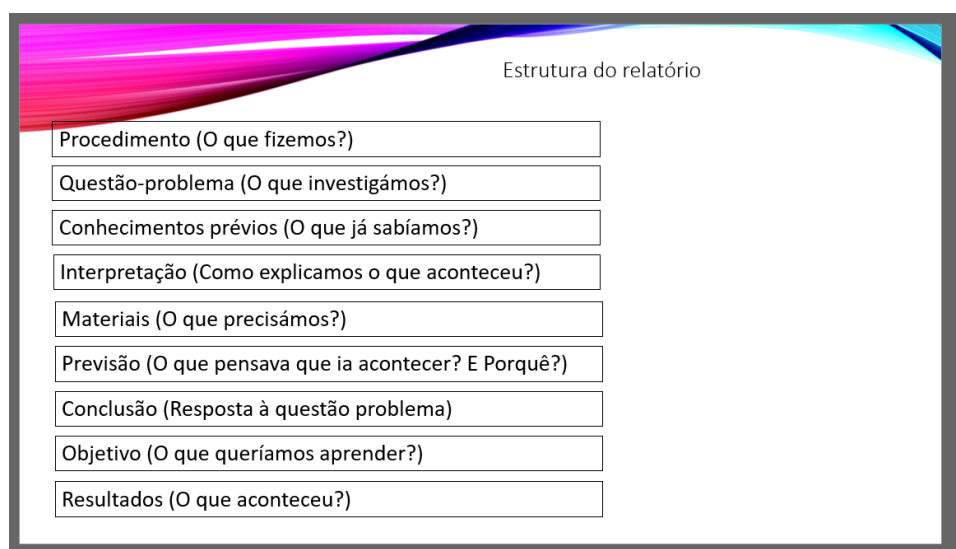 Estrutura do relatório
Procedimento (O que fizemos?)
Questão-problema (O que investigámos?)
Conhecimentos prévios (O que já sabíamos?)
Interpretação (Como explicamos o que aconteceu?)
Materiais (O que precisámos?)
Previsão (O que pensava que ia acontecer? E Porquê?)
Conclusão (Resposta à questão problema)
Objetivo (O que queríamos aprender?)
Resultados (O que aconteceu?)